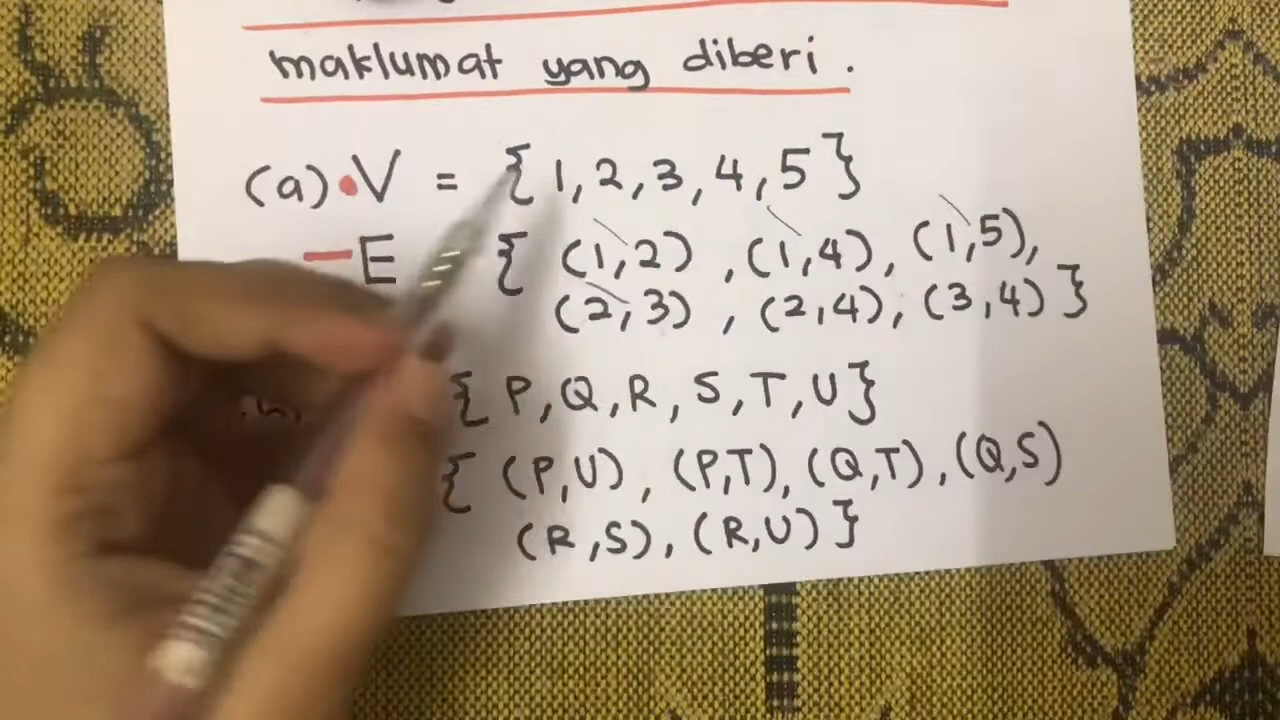 maklumat yang diberi.
(a) V = {1,2,3,4,5}
E = { (1,2) , (1,4), (1,5),
(2,3) , (2,4), (3,4) }
{ P,Q,R,S,T,U}
{ (P,U) , (P,T), (Q,T), (Q,S)
(R,S), (R,U) }